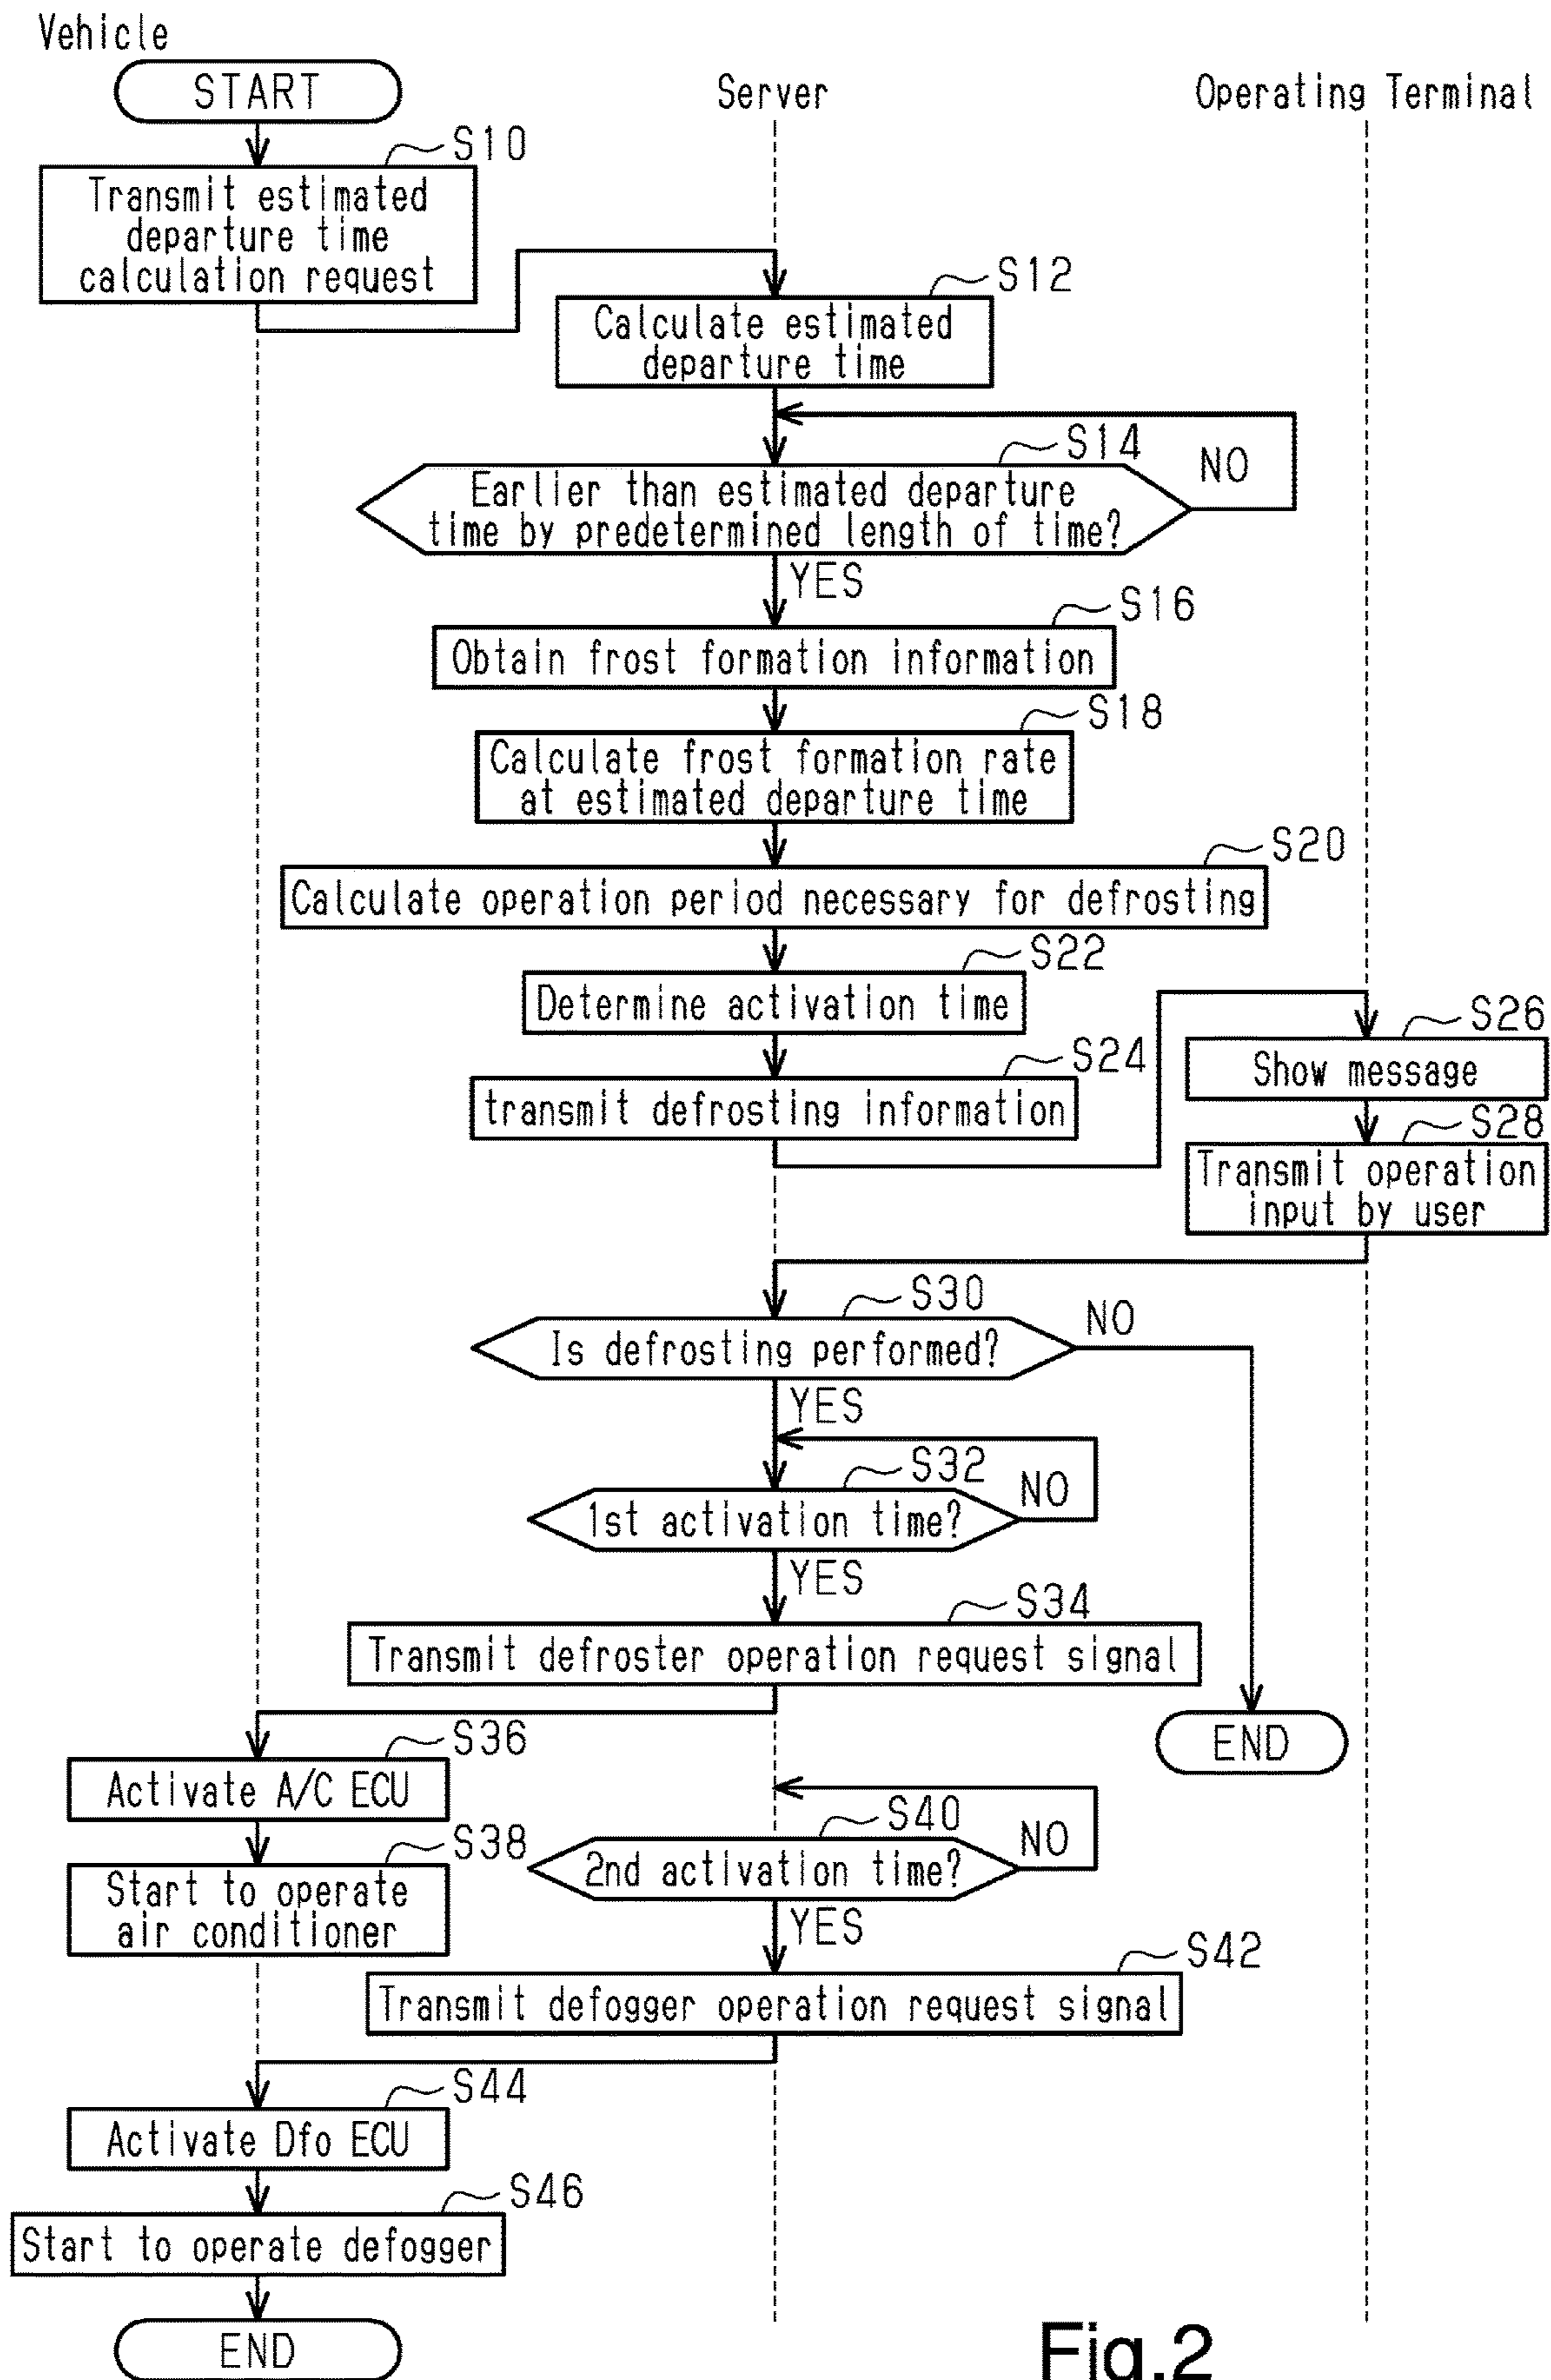 Vehicle
START
Server
Operating Terminal
S10
Transmit estimated
departure time
calculation request
S12
Calculate estimated
departure time
S14
NO
Earlier than estimated departure
time by predetermined length of time?
YES
S16
Obtain frost formation information
S18
Calculate frost formation rate
at estimated departure time
S20
Calculate operation period necessary for defrosting
S22
Determine activation time
S24
transmit defrosting information
S26
Show message
S28
Transmit operation
input by user
S30
NO
Is defrosting performed?
YES
S32
NO
1st activation time?
YES
S34
Transmit defroster operation request signal
END
S36
Activate A/C ECU
S38
Start to operate
air conditioner
S40
NO
2nd activation time?
YES
S42
Transmit defogger operation request signal
S44
Activate Dfo ECU
S46
Start to operate defogger
END
Fig.2